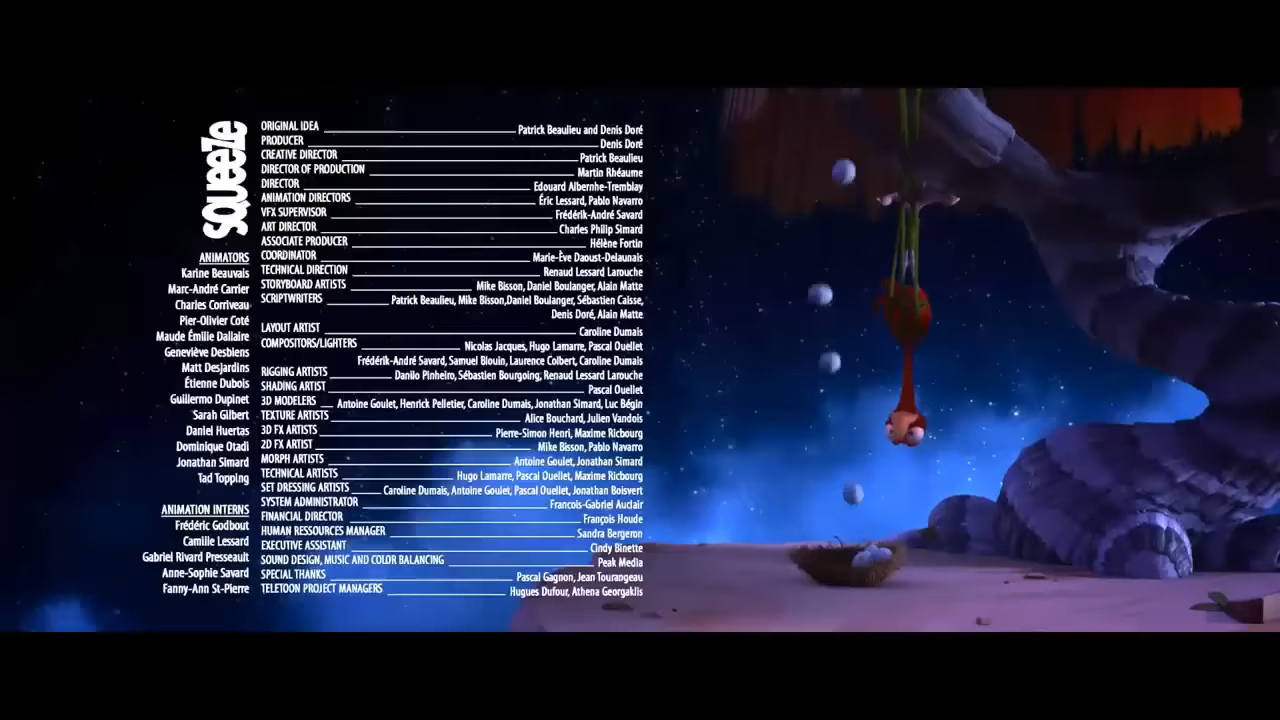 squeeze
ANIMATORS
Karine Beauvais
Marc-André Carrier
Charles Corriveau
Pier-Olivier Coté
Maude Émilie Dallaire
Geneviève Desbiens
Matt Desjardins
Étienne Dubois
Guillermo Dupinet
Sarah Gilbert
Daniel Huertas
Dominique Otadi
Jonathan Simard
Tad Topping
ANIMATION INTERNS
Frédéric Godbout
Camille Lessard
Gabriel Rivard Presseault
Anne-Sophie Savard
Fanny-Ann St-Pierre
ORIGINAL IDEA Patrick Beaulieu and Denis Doré
PRODUCER Denis Doré
CREATIVE DIRECTOR Patrick Beaulieu
DIRECTOR OF PRODUCTION Martin Rhéaume
DIRECTOR Edouard Albernhe-Tremblay
ANIMATION DIRECTORS Éric Lessard, Pablo Navarro
VFX SUPERVISOR Frédérik-André Savard
ART DIRECTOR Charles Philip Simard
ASSOCIATE PRODUCER Hélène Fortin
COORDINATOR Marie-Ève Daoust-Delaunais
TECHNICAL DIRECTION Renaud Lessard Larouche
STORYBOARD ARTISTS Mike Bisson, Daniel Boulanger, Alain Matte
SCRIPTWRITERS Patrick Beaulieu, Mike Bisson,Daniel Boulanger, Sébastien Caisse,
Denis Doré, Alain Matte
LAYOUT ARTIST Caroline Dumais
COMPOSITORS/LIGHTERS Nicolas Jacques, Hugo Lamarre, Pascal Ouellet
Frédérik-André Savard, Samuel Blouin, Laurence Colbert, Caroline Dumais
RIGGING ARTISTS Danilo Pinheiro, Sébastien Bourgoing, Renaud Lessard Larouche
SHADING ARTIST Pascal Ouellet
3D MODELERS Antoine Goulet, Henrick Pelletier, Caroline Dumais, Jonathan Simard, Luc Bégin
TEXTURE ARTISTS Alice Bouchard, Julien Vandois
3D FX ARTISTS Pierre-Simon Henri, Maxime Ricbourg
2D FX ARTIST Mike Bisson, Pablo Navarro
MORPH ARTISTS Antoine Goulet, Jonathan Simard
TECHNICAL ARTISTS Hugo Lamarre, Pascal Ouellet, Maxime Ricbourg
SET DRESSING ARTISTS Caroline Dumais, Antoine Goulet, Pascal Ouellet, Jonathan Boisvert
SYSTEM ADMINISTRATOR Francois-Gabriel Auclair
FINANCIAL DIRECTOR François Houde
HUMAN RESSOURCES MANAGER Sandra Bergeron
EXECUTIVE ASSISTANT Cindy Binette
SOUND DESIGN, MUSIC AND COLOR BALANCING Peak Media
SPECIAL THANKS Pascal Gagnon, Jean Tourangeau
TELETOON PROJECT MANAGERS Hugues Dufour, Athena Georgaklis